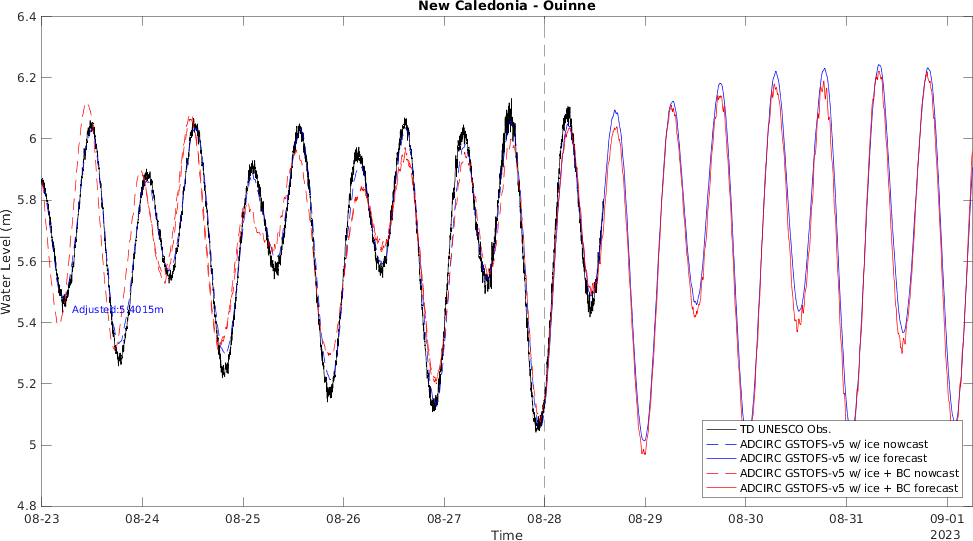 New Caledonia - Ouinne
6.4
6.2
6
5.8
5.6
5.4
5.2
5
4.8
Water Level (m)
Adjusted:5.4015m
TD UNESCO Obs.
ADCIRC GSTOFS-v5 w/ ice nowcast
ADCIRC GSTOFS-v5 w/ ice forecast
ADCIRC GSTOFS-v5 w/ ice + BC nowcast
ADCIRC GSTOFS-v5 w/ ice + BC forecast
08-23 08-24 08-25 08-26 08-27 08-28 08-29 08-30 08-31 09-01
2023
Time